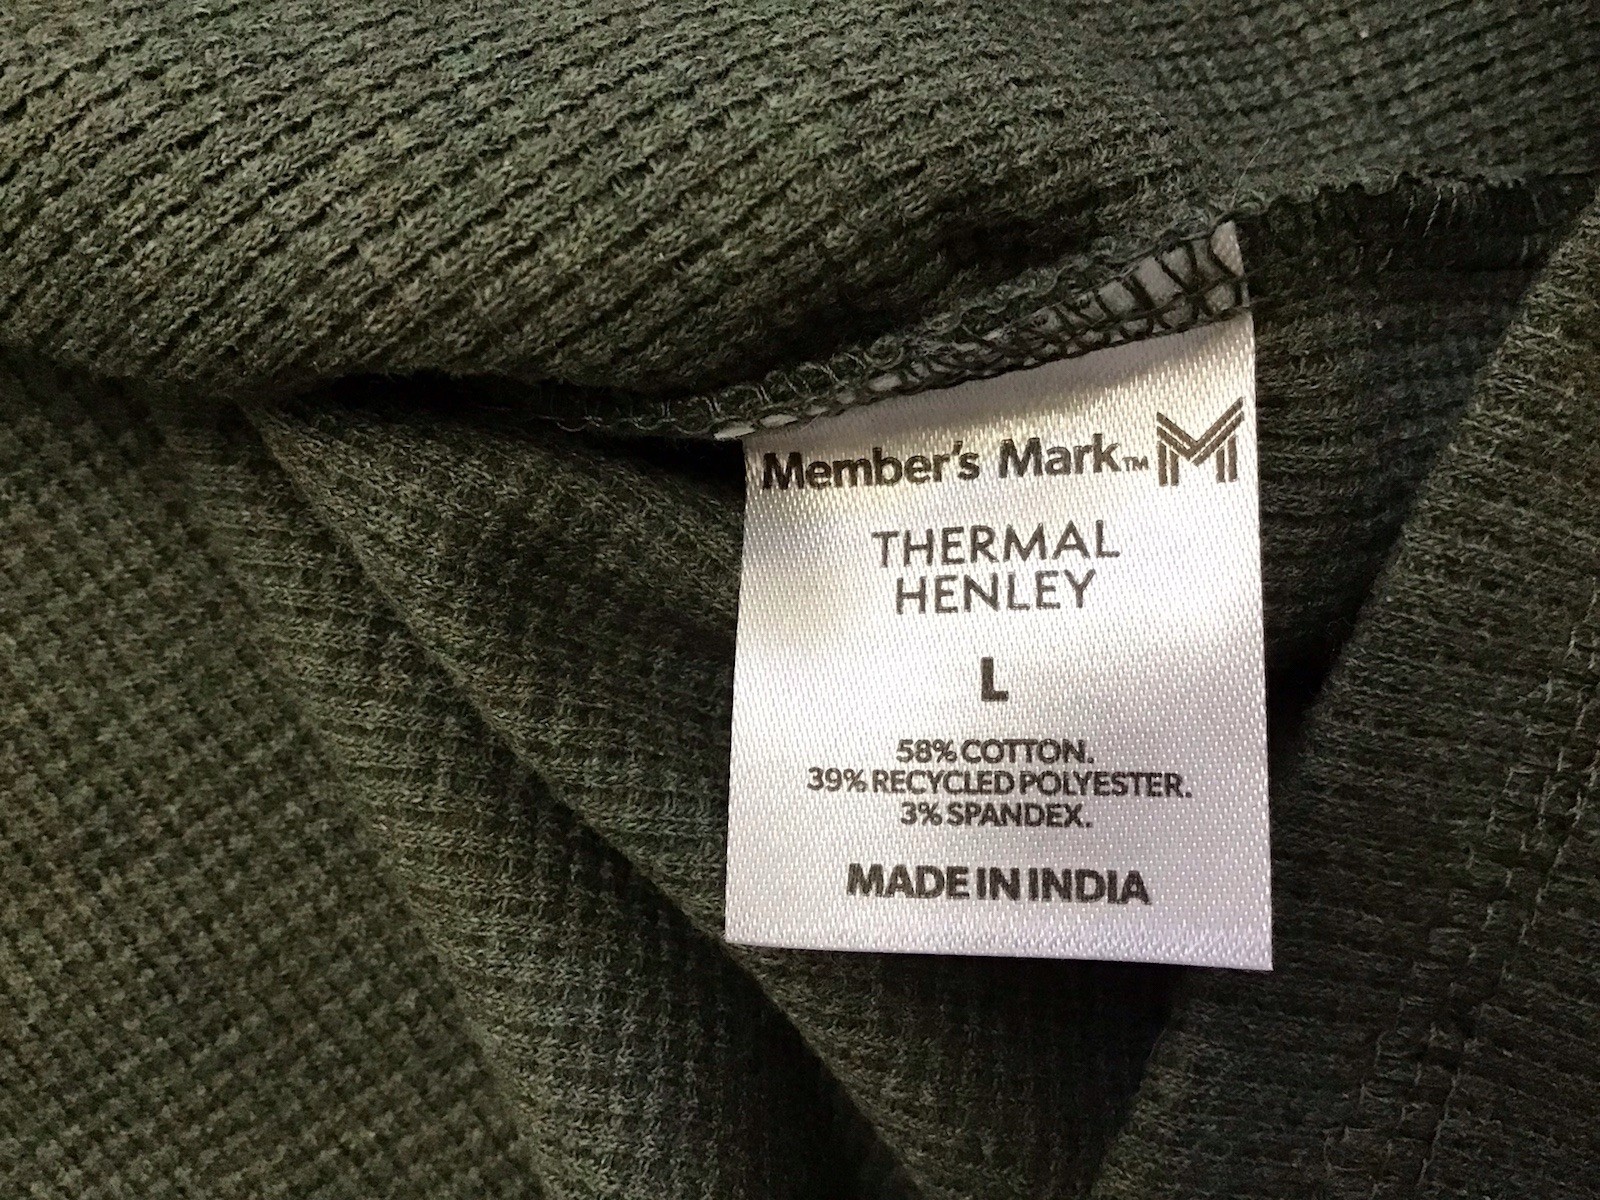 Member's Mark™ M
THERMAL
HENLEY
L
58% COTTON.
39% RECYCLED POLYESTER.
3% SPANDEX.
MADE IN INDIA